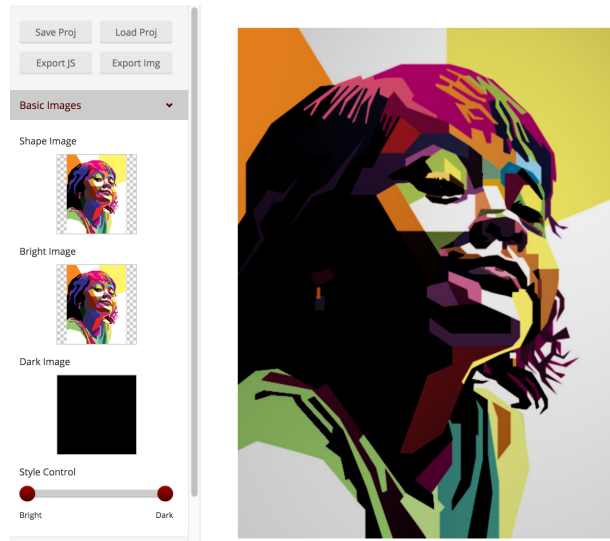 Save Proj Load Proj
Export JS Export Img
Basic Images
Shape Image
Bright Image
Dark Image
Style Control
Bright Dark